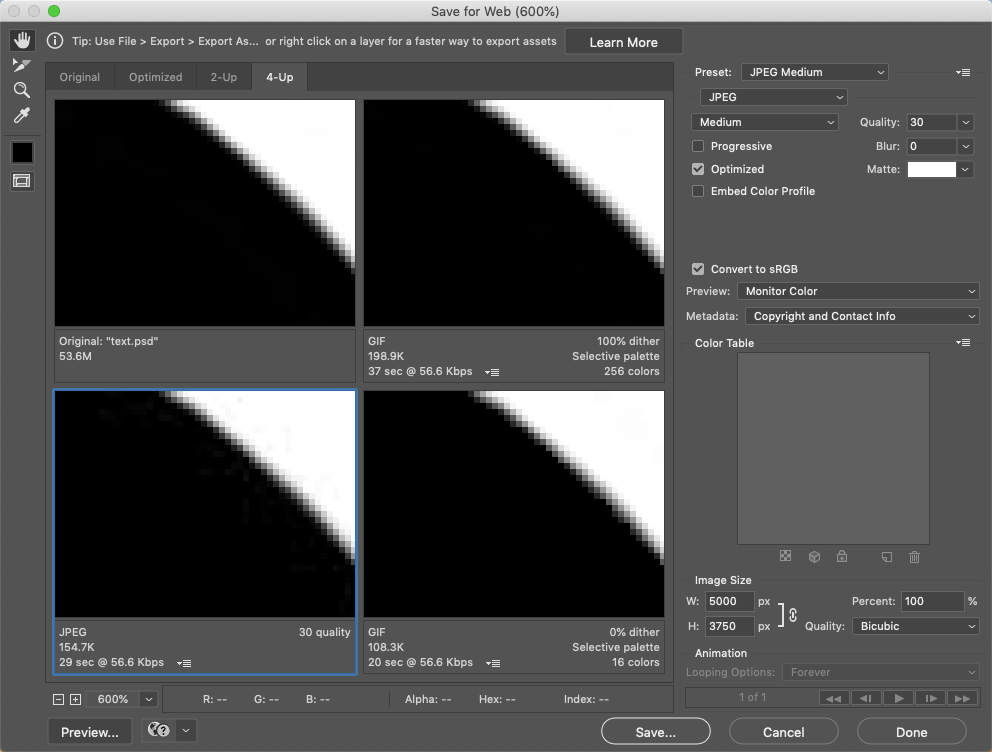 Save for Web (600%)
Tip: Use File > Export > Export As... or right click on a layer for a faster way to export assets
Learn More
Original
Optimized
2-Up
4-Up
Original: "text.psd"
53.6M
GIF
100% dither
198.9K
Selective palette
37 sec @ 56.6 Kbps
256 colors
JPEG
30 quality
154.7K
29 sec @ 56.6 Kbps
GIF
0% dither
108.3K
Selective palette
20 sec @ 56.6 Kbps
16 colors
600%
R: --
G: --
B: --
Alpha: --
Hex: --
Index: --
Preview...
Preset: JPEG Medium
JPEG
Medium
Quality: 30
Progressive
Blur: 0
Optimized
Matte:
Embed Color Profile
Convert to sRGB
Preview: Monitor Color
Metadata: Copyright and Contact Info
Color Table
Image Size
W: 5000 px
Percent: 100 %
H: 3750 px
Quality: Bicubic
Animation
Looping Options: Forever
1 of 1
Save...
Cancel
Done